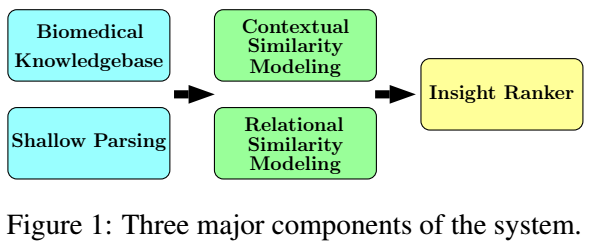 Biomedical
Knowledgebase
Shallow Parsing
Contextual
Similarity
Modeling
Relational
Similarity
Modeling
Insight Ranker
Figure 1: Three major components of the system.